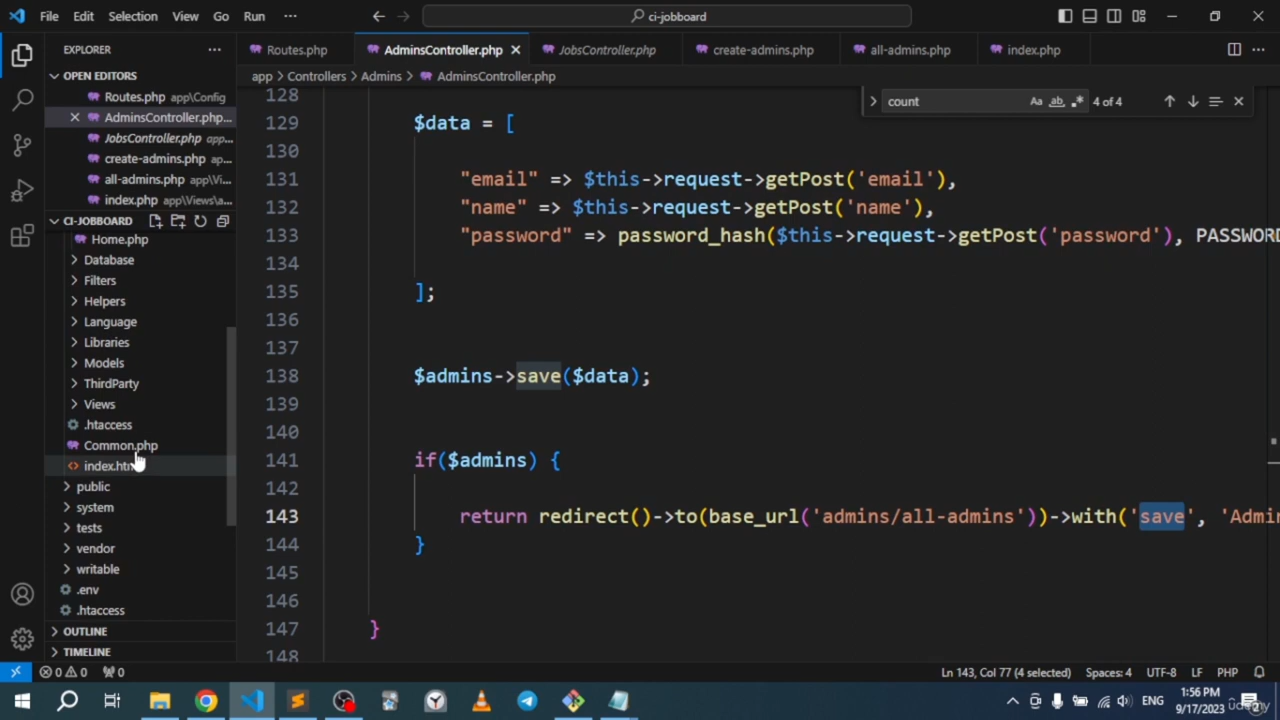 File Edit Selection View Go Run ci-jobboard
EXPLORER
Routes.php AdminsController.php JobsController.php create-admins.php all-admins.php index.php
OPEN EDITORS
Routes.php app\Config
AdminsController.php...
JobsController.php app...
create-admins.php ap...
all-admins.php app\Vi...
index.php app\Views\a...
app > Controllers > Admins > AdminsController.php
count Aa ab 4 of 4
CI-JOBBOARD
Home.php
Database
Filters
Helpers
Language
Libraries
Models
ThirdParty
Views
.htaccess
Common.php
public
system
tests
vendor
writable
.env
.htaccess
OUTLINE
TIMELINE
128
129 $data = [
130
131 "email" => $this->request->getPost('email'),
132 "name" => $this->request->getPost('name'),
133 "password" => password_hash($this->request->getPost('password'), PASSWORD
134
135 ];
136
137
138 $admins->save($data);
139
140
141 if($admins) {
142
143 return redirect()->to(base_url('admins/all-admins'))->with('save', 'Admin
144 }
145
146
147 }
148
0 0 0 Ln 143, Col 77 (4 selected) Spaces: 4 UTF-8 LF PHP
ENG 1:56 PM
9/17/2023
udemy